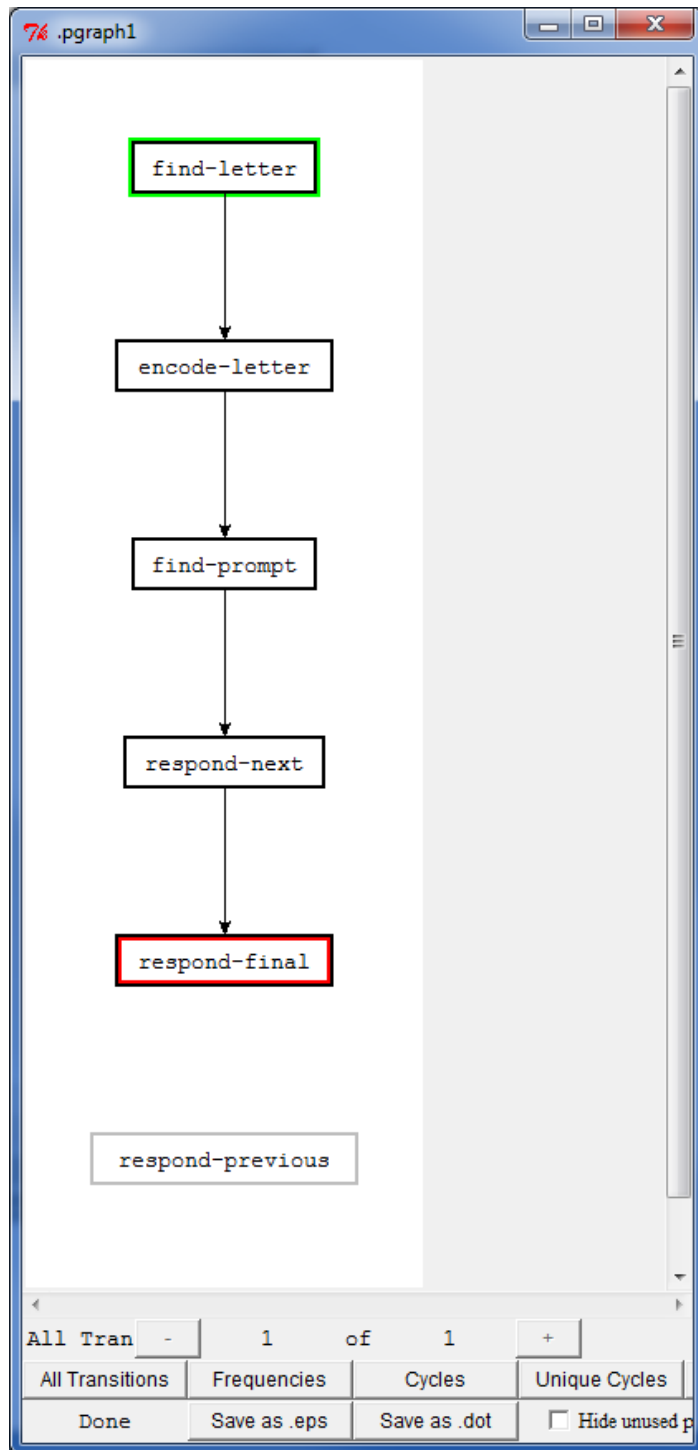 .pgraph1
find-letter
encode-letter
find-prompt
respond-next
respond-final
respond-previous
All Tran - 1 of 1 +
All Transitions Frequencies Cycles Unique Cycles
Done Save as .eps Save as .dot Hide unused p